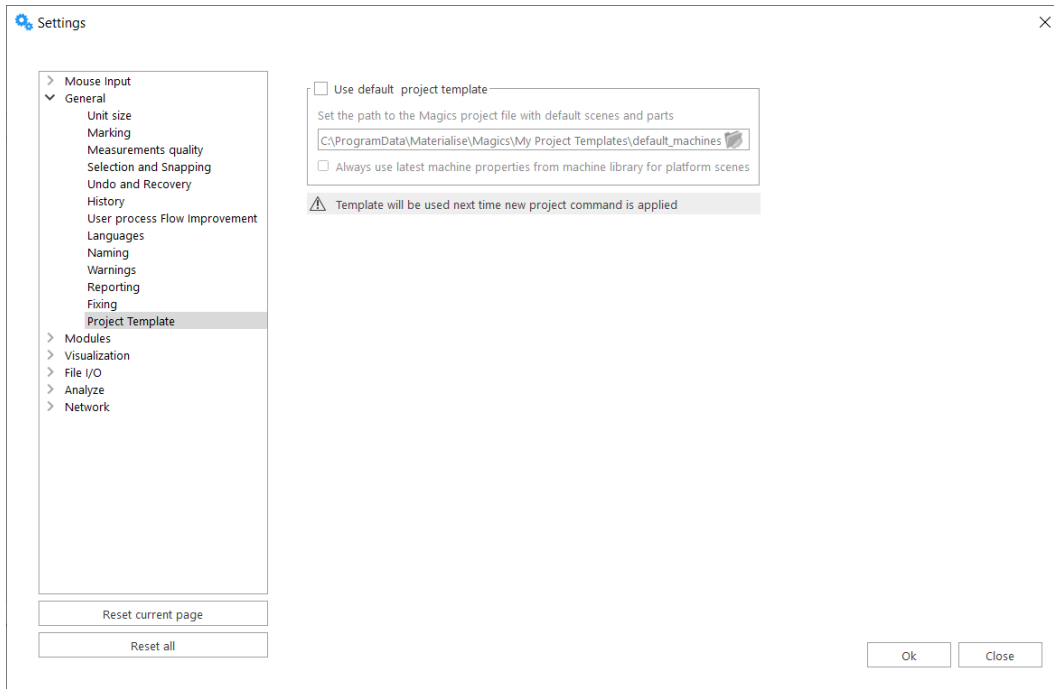 Settings
Mouse Input
General
Unit size
Marking
Measurements quality
Selection and Snapping
Undo and Recovery
History
User process Flow Improvement
Languages
Naming
Warnings
Reporting
Fixing
Project Template
Modules
Visualization
File I/O
Analyze
Network
Reset current page
Reset all
Use default project template
Set the path to the Magics project file with default scenes and parts
C:\ProgramData\Materialise\Magics\My Project Templates\default_machines
Always use latest machine properties from machine library for platform scenes
Template will be used next time new project command is applied
Ok
Close